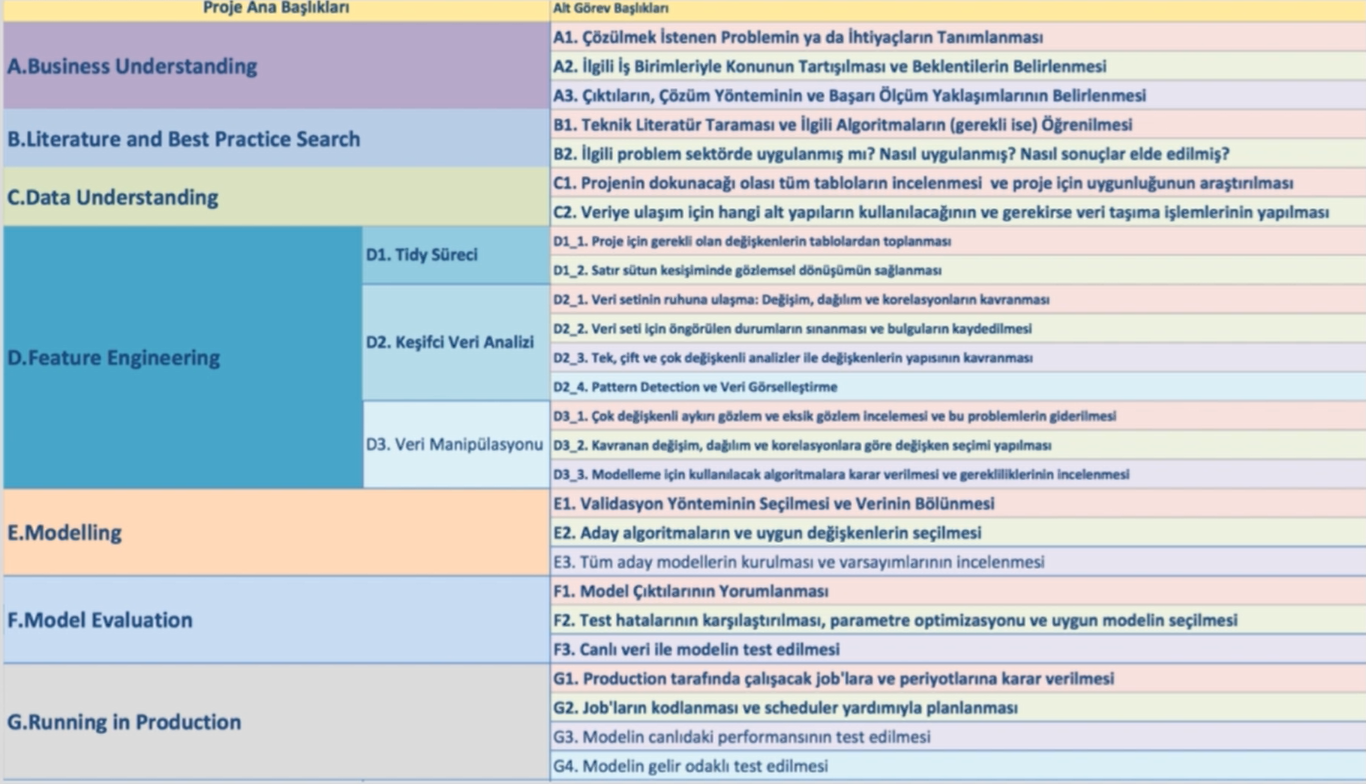 Proje Ana Başlıkları
Alt Görev Başlıkları
A.Business Understanding
A1. Çözülmek İstenen Problemin ya da İhtiyaçların Tanımlanması
A2. İlgili İş Birimleriyle Konunun Tartışılması ve Beklentilerin Belirlenmesi
A3. Çıktıların, Çözüm Yönteminin ve Başarı Ölçüm Yaklaşımlarının Belirlenmesi
B.Literature and Best Practice Search
B1. Teknik Literatür Taraması ve İlgili Algoritmaların (gerekli ise) Öğrenilmesi
B2. İlgili problem sektörde uygulanmış mı? Nasıl uygulanmış? Nasıl sonuçlar elde edilmiş?
C.Data Understanding
C1. Projenin dokunacağı olası tüm tabloların incelenmesi ve proje için uygunluğunun araştırılması
C2. Veriye ulaşım için hangi alt yapıların kullanılacağının ve gerekirse veri taşıma işlemlerinin yapılması
D.Feature Engineering
D1. Tidy Süreci
D1_1. Proje için gerekli olan değişkenlerin tablolardan toplanması
D1_2. Satır sütun kesişiminde gözlemsel dönüşümün sağlanması
D2. Keşifci Veri Analizi
D2_1. Veri setinin ruhuna ulaşma: Değişim, dağılım ve korelasyonların kavranması
D2_2. Veri seti için öngörülen durumların sınanması ve bulguların kaydedilmesi
D2_3. Tek, çift ve çok değişkenli analizler ile değişkenlerin yapısının kavranması
D2_4. Pattern Detection ve Veri Görselleştirme
D3. Veri Manipülasyonu
D3_1. Çok değişkenli aykırı gözlem ve eksik gözlem incelemesi ve bu problemlerin giderilmesi
D3_2. Kavranan değişim, dağılım ve korelasyonlara göre değişken seçimi yapılması
D3_3. Modelleme için kullanılacak algoritmalara karar verilmesi ve gerekliliklerinin incelenmesi
E.Modelling
E1. Validasyon Yönteminin Seçilmesi ve Verinin Bölünmesi
E2. Aday algoritmaların ve uygun değişkenlerin seçilmesi
E3. Tüm aday modellerin kurulması ve varsayımlarının incelenmesi
F.Model Evaluation
F1. Model Çıktılarının Yorumlanması
F2. Test hatalarının karşılaştırılması, parametre optimizasyonu ve uygun modelin seçilmesi
F3. Canlı veri ile modelin test edilmesi
G.Running in Production
G1. Production tarafında çalışacak job'lara ve periyotlarına karar verilmesi
G2. Job'ların kodlanması ve scheduler yardımıyla planlanması
G3. Modelin canlıdaki performansının test edilmesi
G4. Modelin gelir odaklı test edilmesi